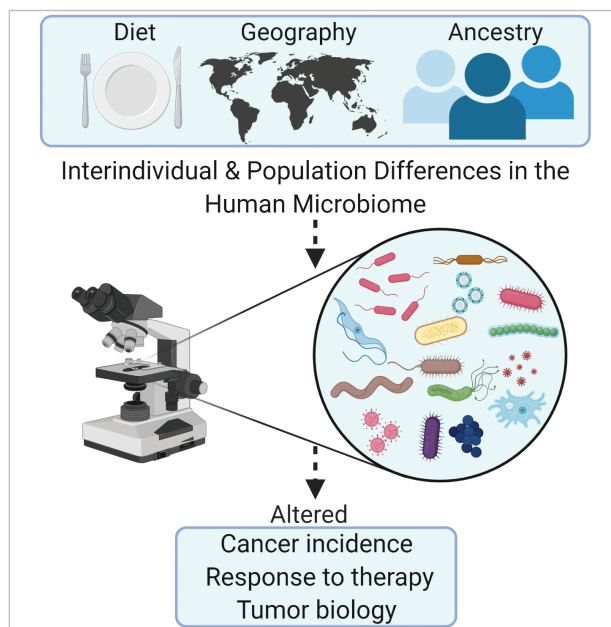 Diet
Geography
Ancestry
Interindividual & Population Differences in the
Human Microbiome
Altered
Cancer incidence
Response to therapy
Tumor biology